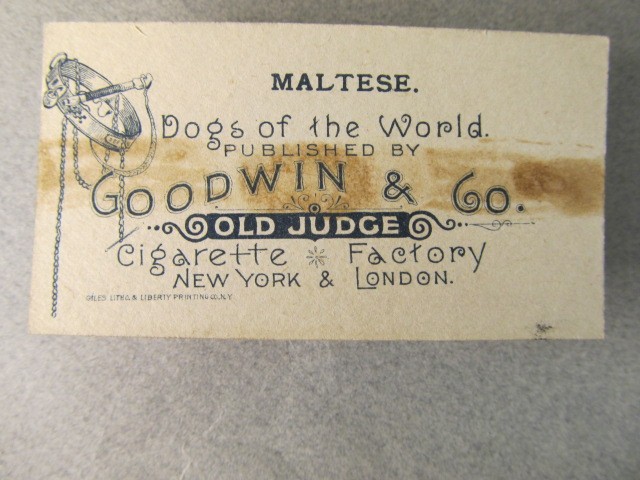 MALTESE.
Dogs of the World.
PUBLISHED BY
GOODWIN & Co.
OLD JUDGE
Cigarette Factory
NEW YORK & LONDON.
GILES LITHO. & LIBERTY PRINTING CO. N.Y.